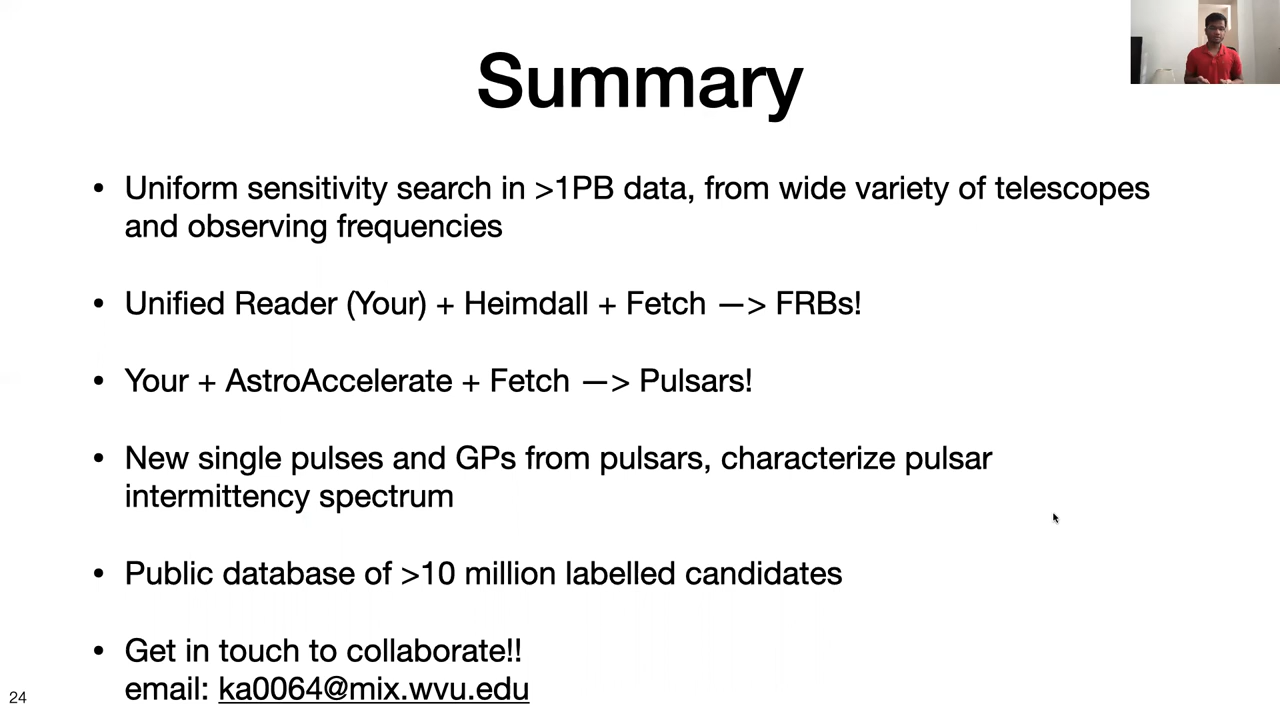 Summary
• Uniform sensitivity search in >1PB data, from wide variety of telescopes
and observing frequencies
• Unified Reader (Your) + Heimdall + Fetch —> FRBs!
• Your + AstroAccelerate + Fetch —> Pulsars!
• New single pulses and GPs from pulsars, characterize pulsar
intermittency spectrum
• Public database of >10 million labelled candidates
• Get in touch to collaborate!!
email: ka0064@mix.wvu.edu
24